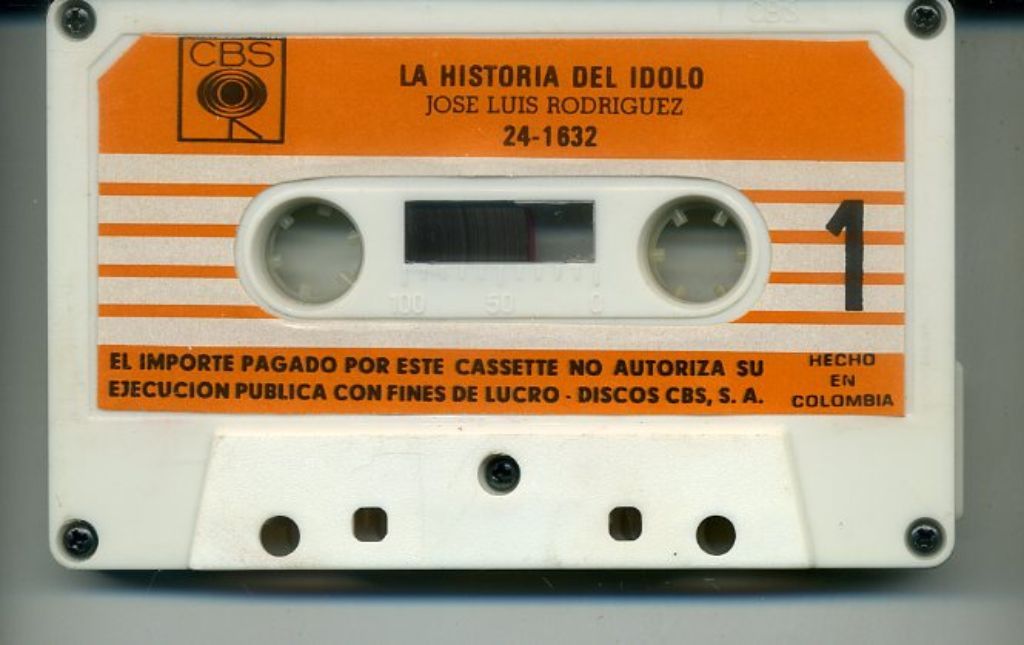 CBS
CBS
LA HISTORIA DEL IDOLO
JOSE LUIS RODRIGUEZ
24-1632
1
100 50 0
EL IMPORTE PAGADO POR ESTE CASSETTE NO AUTORIZA SU
EJECUCION PUBLICA CON FINES DE LUCRO - DISCOS CBS, S. A.
HECHO
EN
COLOMBIA